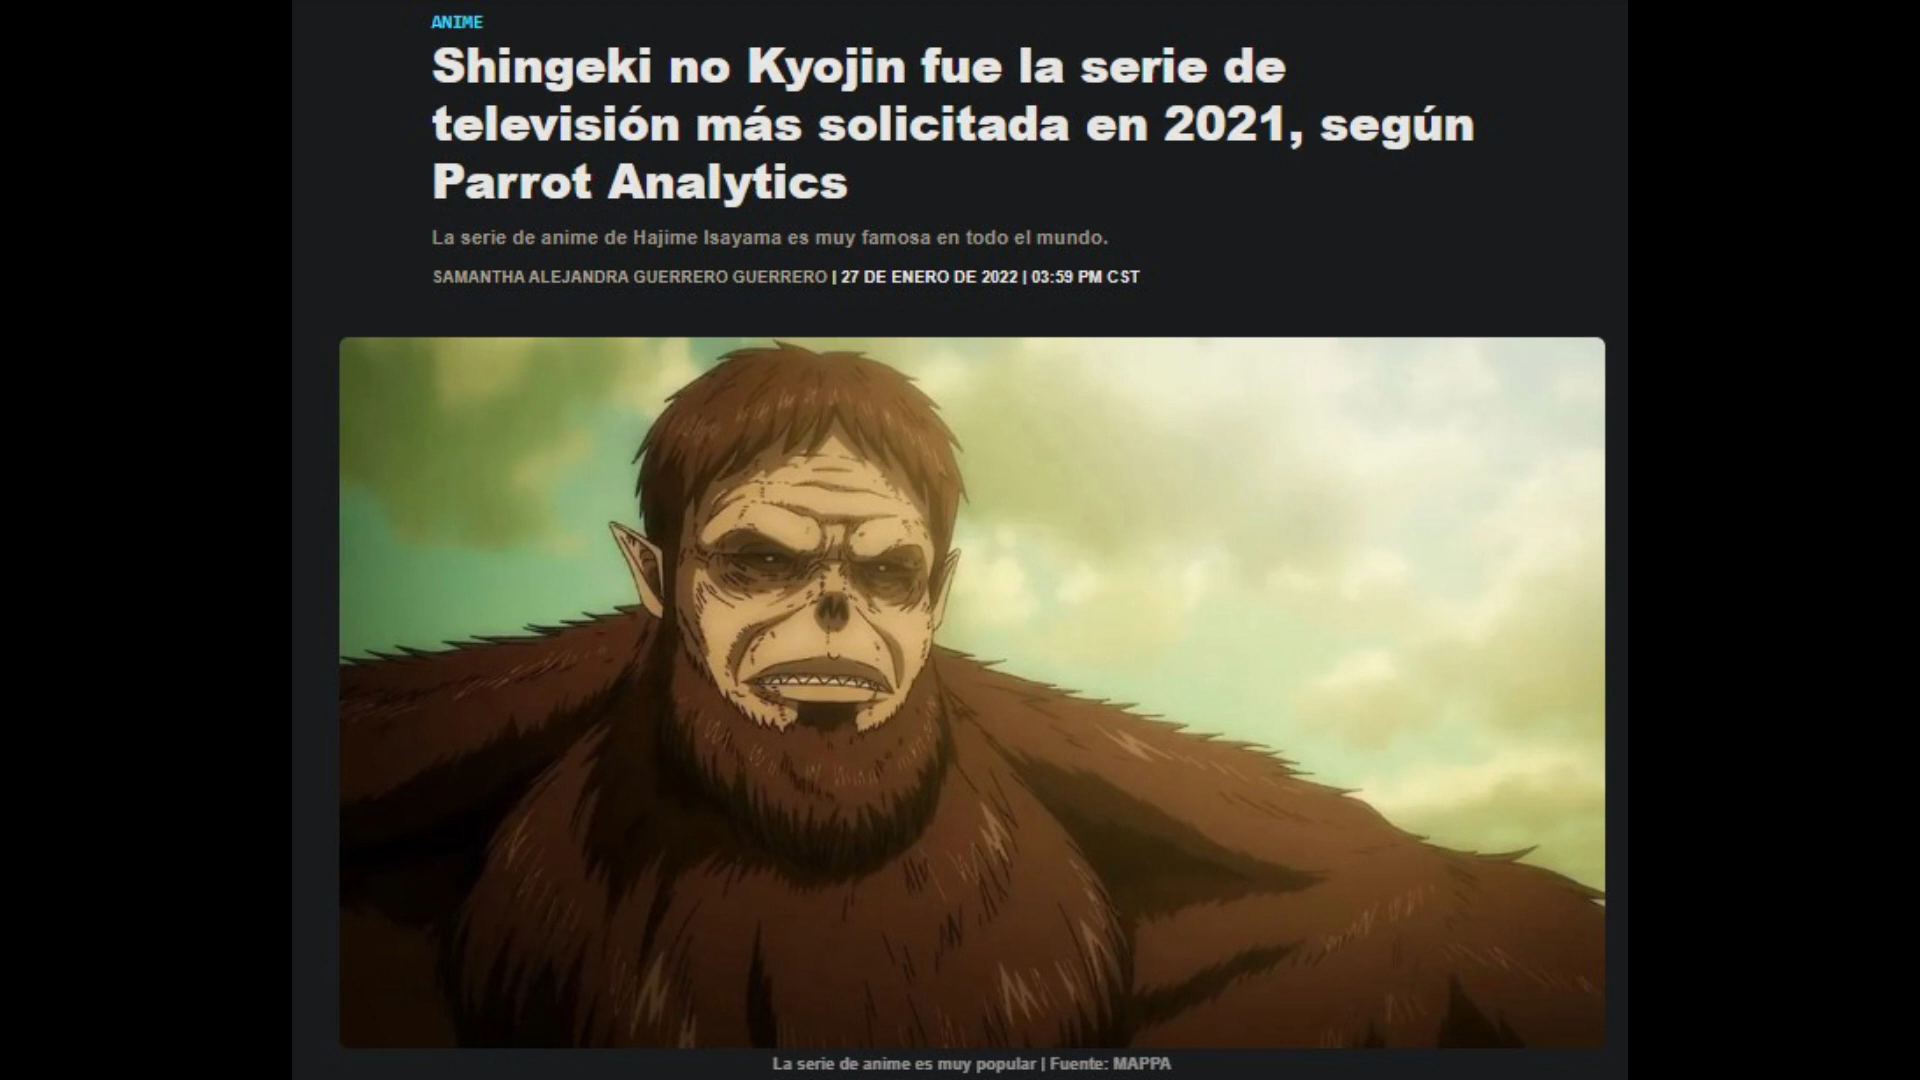 ANIME
Shingeki no Kyojin fue la serie de
televisión más solicitada en 2021, según
Parrot Analytics
La serie de anime de Hajime Isayama es muy famosa en todo el mundo.
SAMANTHA ALEJANDRA GUERRERO GUERRERO | 27 DE ENERO DE 2022 | 03:59 PM CST
La serie de anime es muy popular | Fuente: MAPPA